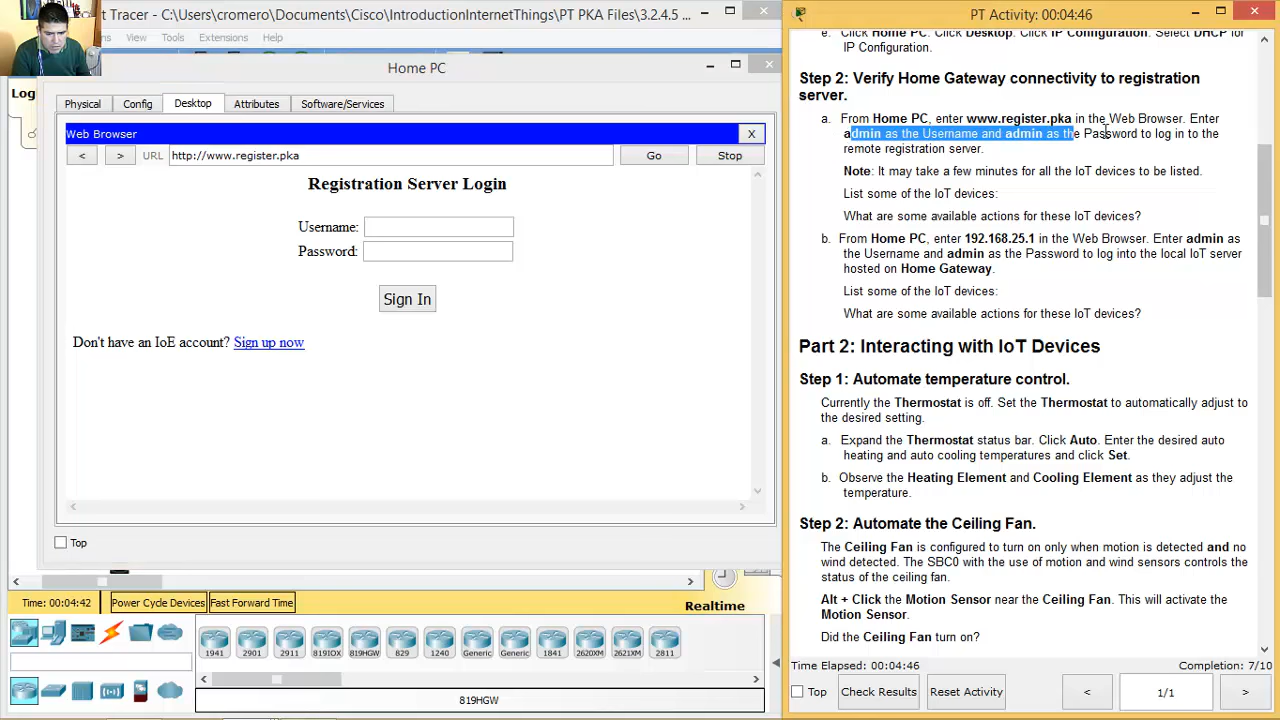 t Tracer - C:\Users\cromero\Documents\Cisco\IntroductionInternetThings\PT PKA Files\3.2.4.5 ...
View Tools Extensions Help
Log
Home PC
Physical Config Desktop Attributes Software/Services
Web Browser X
< > URL http://www.register.pka Go Stop
Registration Server Login
Username:
Password:
Sign In
Don't have an IoE account? Sign up now
Top
Time: 00:04:42 Power Cycle Devices Fast Forward Time
Realtime
1941 2901 2911 819IOX 819HGW 829 1240 Generic Generic 1841 2620XM 2621XM 2811
819HGW
PT Activity: 00:04:46
e. Click Home PC. Click Desktop. Click IP Configuration. Select DHCP for
IP Configuration.
Step 2: Verify Home Gateway connectivity to registration
server.
a. From Home PC, enter www.register.pka in the Web Browser. Enter
admin as the Username and admin as the Password to log in to the
remote registration server.
Note: It may take a few minutes for all the IoT devices to be listed.
List some of the IoT devices:
What are some available actions for these IoT devices?
b. From Home PC, enter 192.168.25.1 in the Web Browser. Enter admin as
the Username and admin as the Password to log into the local IoT server
hosted on Home Gateway.
List some of the IoT devices:
What are some available actions for these IoT devices?
Part 2: Interacting with IoT Devices
Step 1: Automate temperature control.
Currently the Thermostat is off. Set the Thermostat to automatically adjust to
the desired setting.
a. Expand the Thermostat status bar. Click Auto. Enter the desired auto
heating and auto cooling temperatures and click Set.
b. Observe the Heating Element and Cooling Element as they adjust the
temperature.
Step 2: Automate the Ceiling Fan.
The Ceiling Fan is configured to turn on only when motion is detected and no
wind detected. The SBC0 with the use of motion and wind sensors controls the
status of the ceiling fan.
Alt + Click the Motion Sensor near the Ceiling Fan. This will activate the
Motion Sensor.
Did the Ceiling Fan turn on?
Time Elapsed: 00:04:46 Completion: 7/10
Top Check Results Reset Activity < 1/1 >